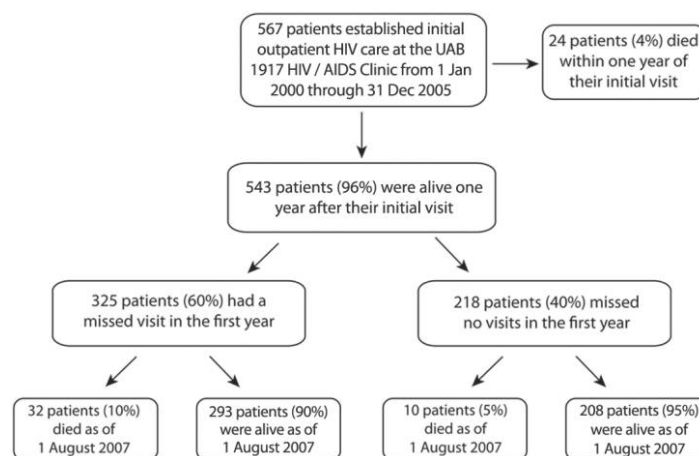 567 patients established initial
outpatient HIV care at the UAB
1917 HIV / AIDS Clinic from 1 Jan
2000 through 31 Dec 2005
24 patients (4%) died
within one year of
their initial visit
543 patients (96%) were alive one
year after their initial visit
325 patients (60%) had a
missed visit in the first year
218 patients (40%) missed
no visits in the first year
32 patients (10%)
died as of
1 August 2007
293 patients (90%)
were alive as of
1 August 2007
10 patients (5%)
died as of
1 August 2007
208 patients (95%)
were alive as of
1 August 2007